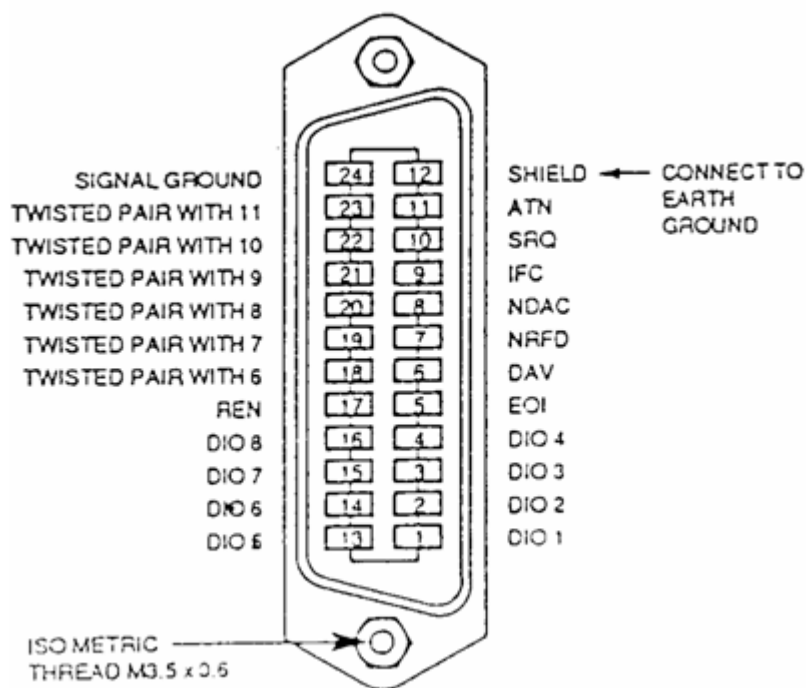 SIGNAL GROUND 24 12 SHIELD CONNECT TO
EARTH
GROUND
TWISTED PAIR WITH 11 23 11 ATN
TWISTED PAIR WITH 10 22 10 SRQ
TWISTED PAIR WITH 9 21 9 IFC
TWISTED PAIR WITH 8 20 8 NDAC
TWISTED PAIR WITH 7 19 7 NRFD
TWISTED PAIR WITH 6 18 6 DAV
REN 17 5 EOI
DIO 8 16 4 DIO 4
DIO 7 15 3 DIO 3
DIO 6 14 2 DIO 2
DIO 5 13 1 DIO 1
ISO METRIC
THREAD M3.5 x 0.6